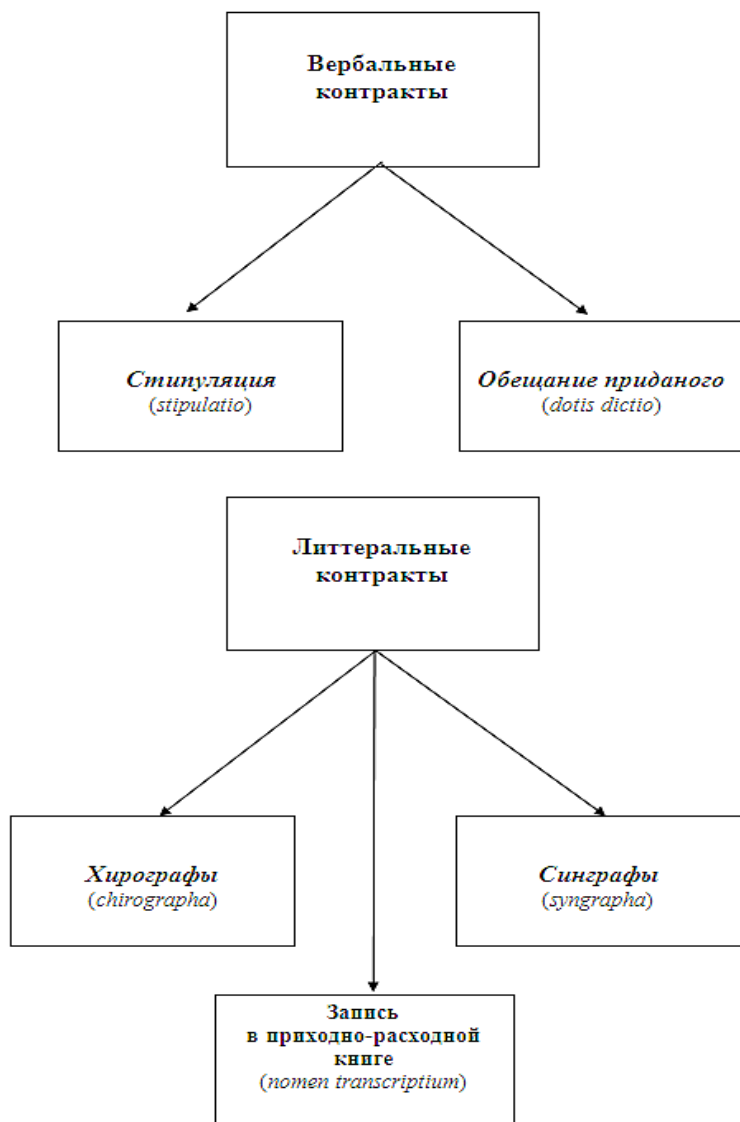 Вербальные
контракты
Стипуляция
(stipulatio)
Обещание приданого
(dotis dictio)
Литтеральные
контракты
Хирографы
(chirographa)
Синграфы
(syngrapha)
Запись
в приходно-расходной
книге
(nomen transcriptium)